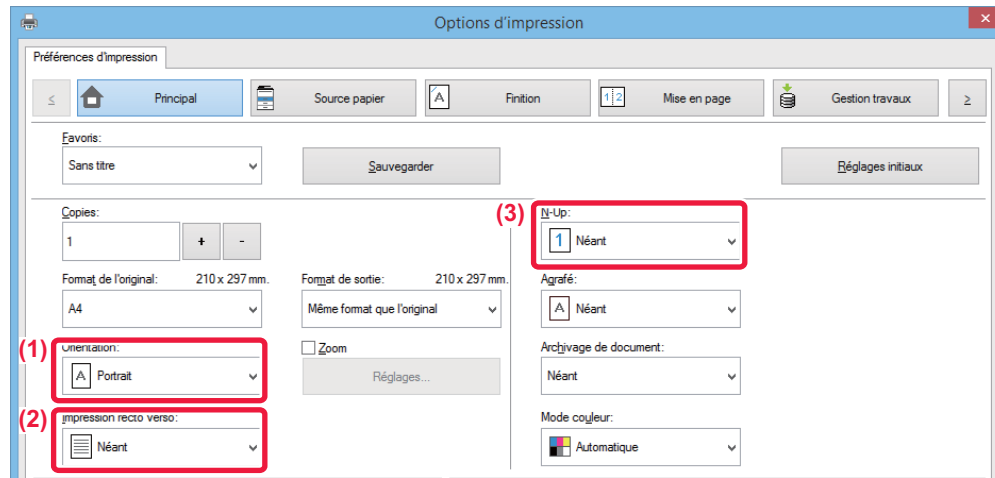 Options d'impression
Préférences d'impression
≤ Principal Source papier A Finition 1 2 Mise en page Gestion travaux ≥
Favoris:
Sans titre Sauvegarder Réglages initiaux
Copies: (3) N-Up:
1 + - 1 Néant
Format de l'original: 210 x 297 mm. Format de sortie: 210 x 297 mm. Agrafé:
A4 Même format que l'original A Néant
(1) Orientation: Zoom Archivage de document:
A Portrait Réglages... Néant
(2) Impression recto verso: Mode couleur:
Néant Automatique